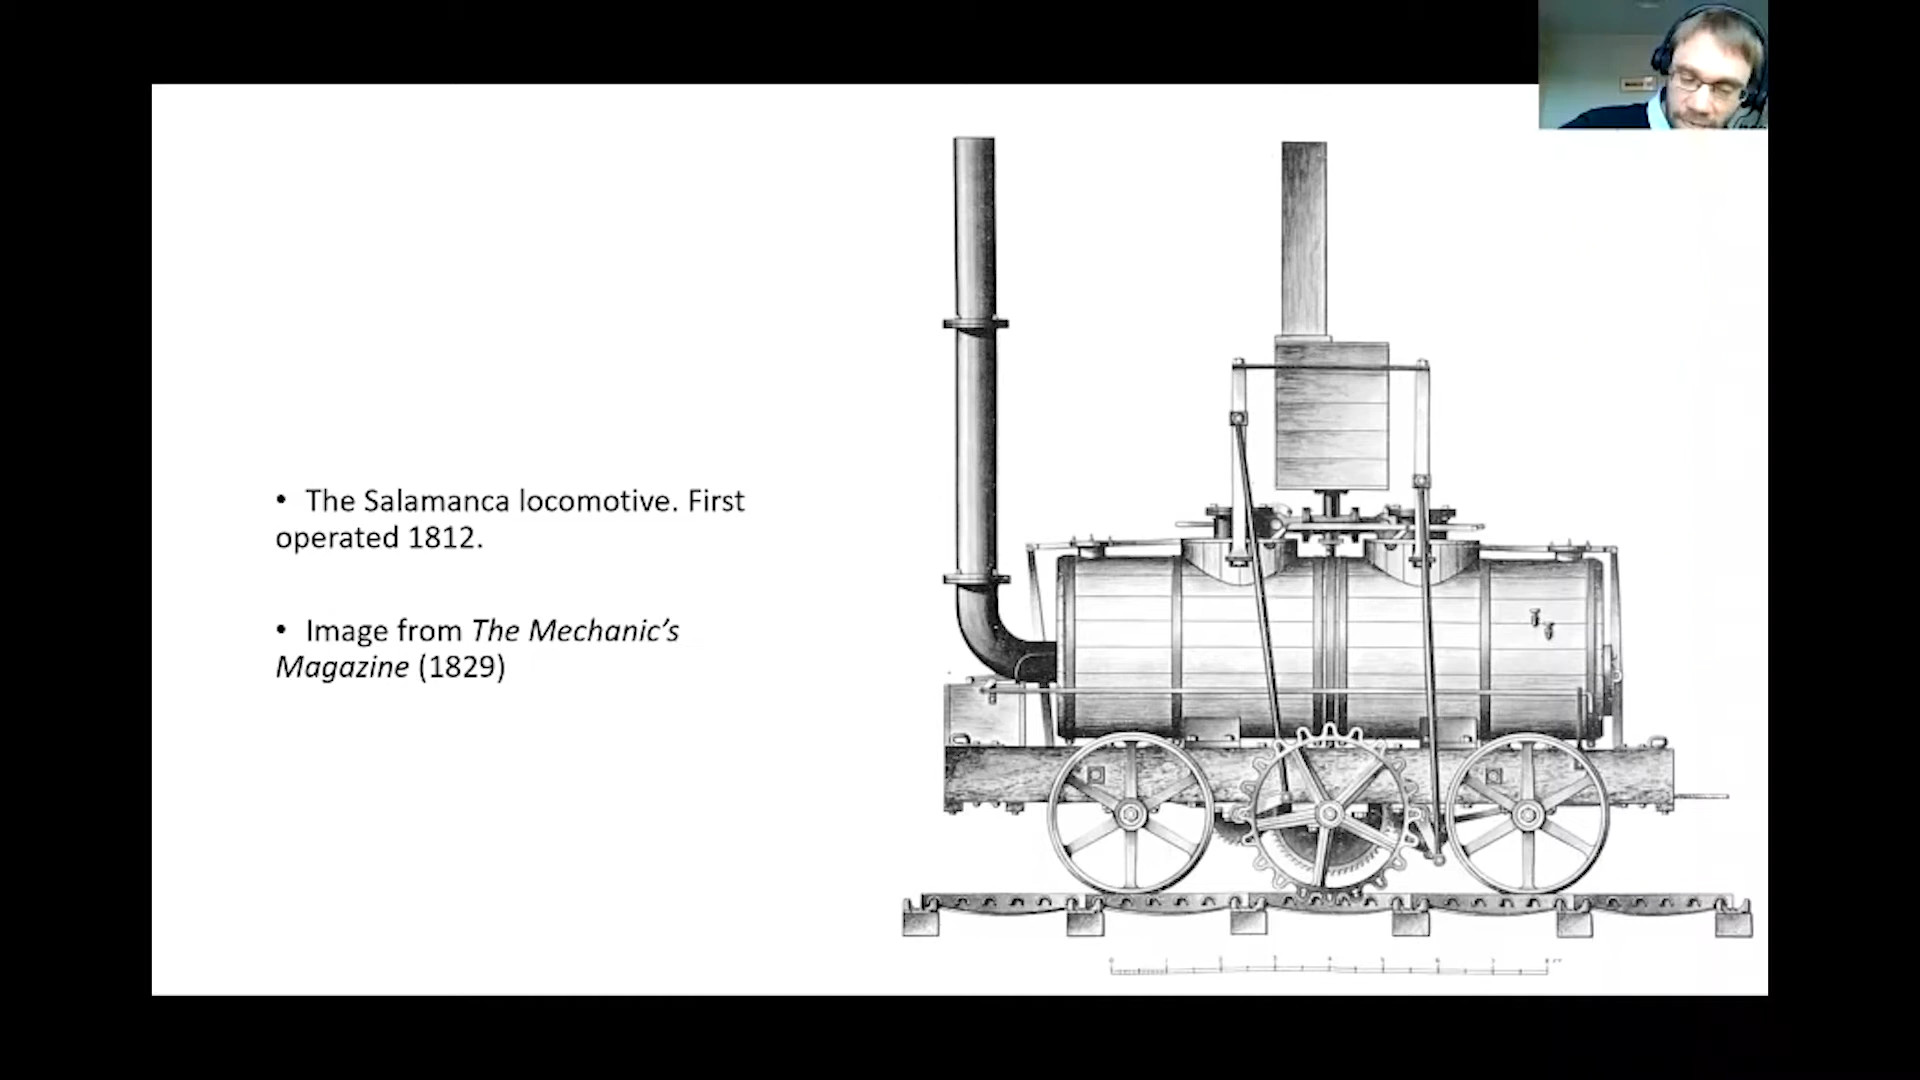 • The Salamanca locomotive. First
operated 1812.
• Image from The Mechanic’s
Magazine (1829)